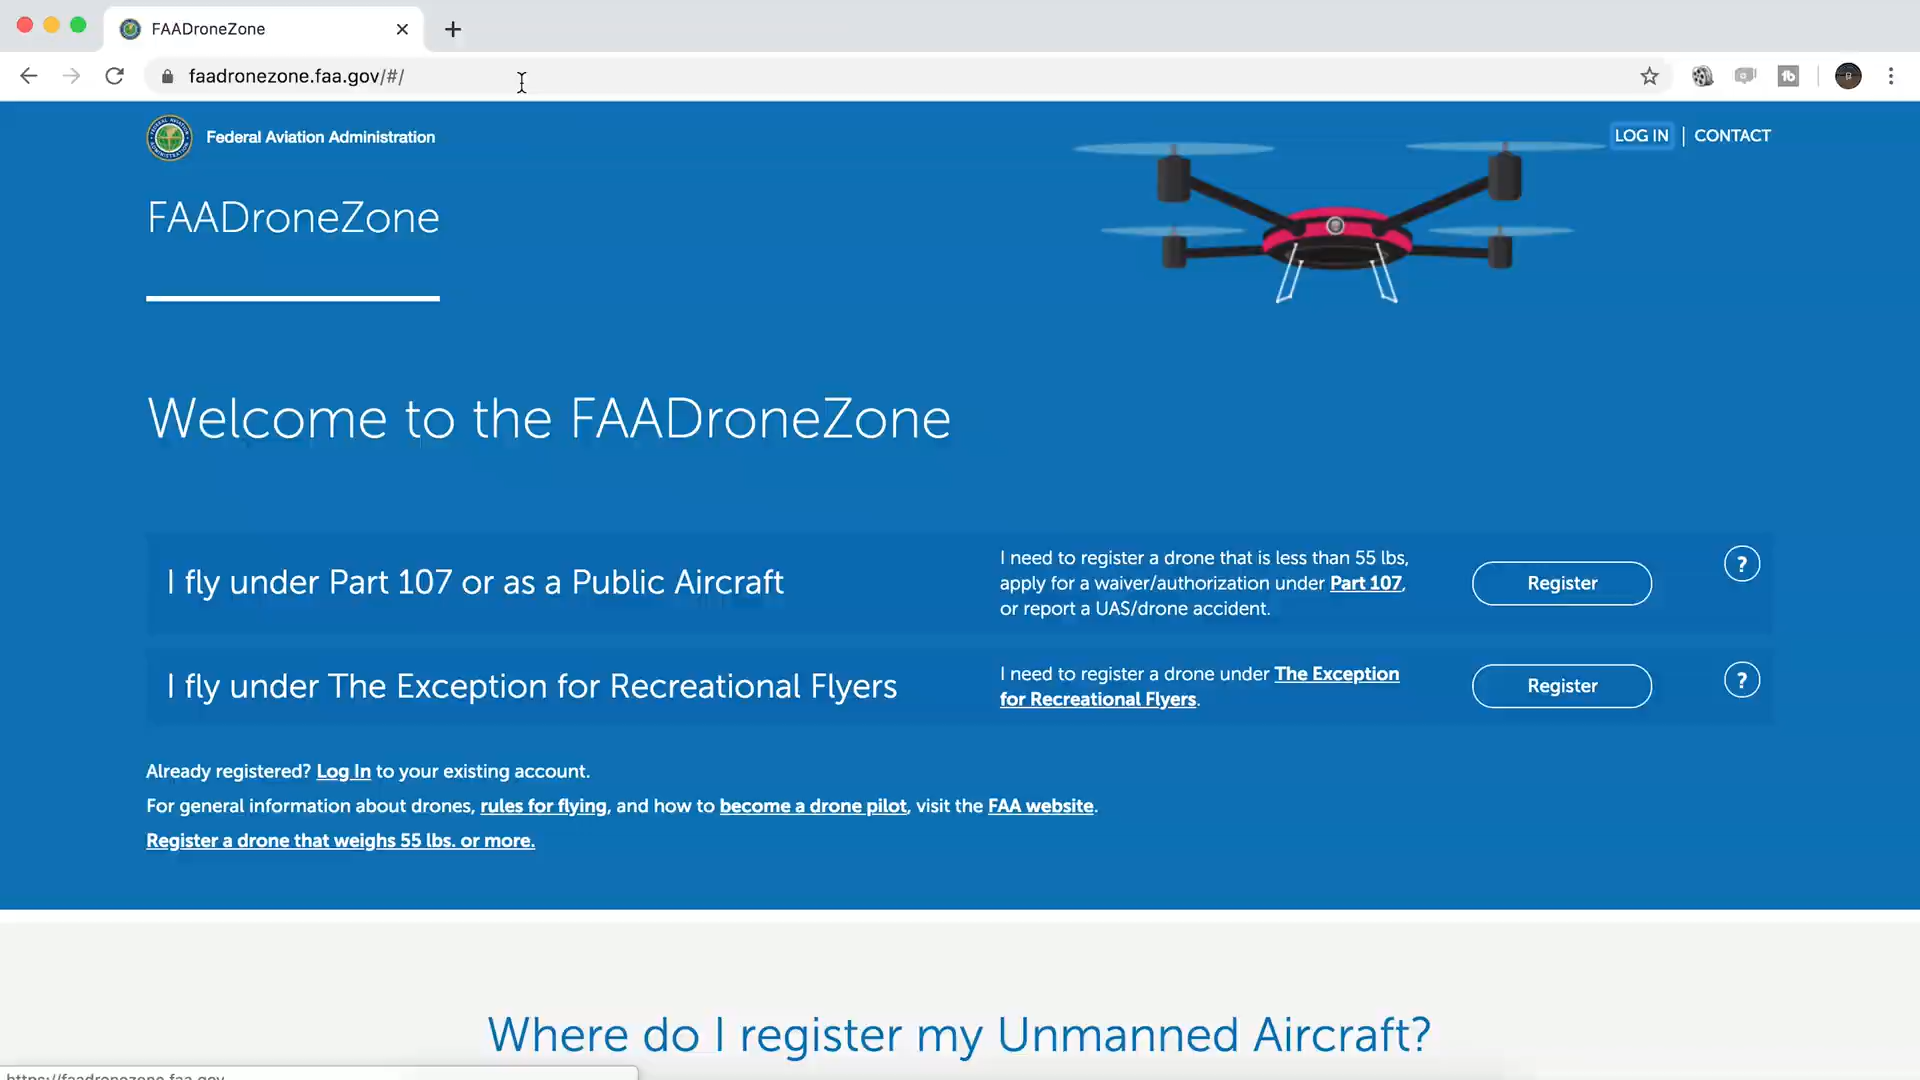 FAADroneZone
faadronezone.faa.gov/#/
Federal Aviation Administration
LOG IN | CONTACT
FAADroneZone
Welcome to the FAADroneZone
I fly under Part 107 or as a Public Aircraft
I need to register a drone that is less than 55 lbs,
apply for a waiver/authorization under Part 107,
or report a UAS/drone accident.
Register
?
I fly under The Exception for Recreational Flyers
I need to register a drone under The Exception
for Recreational Flyers.
Register
?
Already registered? Log In to your existing account.
For general information about drones, rules for flying, and how to become a drone pilot, visit the FAA website.
Register a drone that weighs 55 lbs. or more.
Where do I register my Unmanned Aircraft?
https://faadronezone.faa.gov